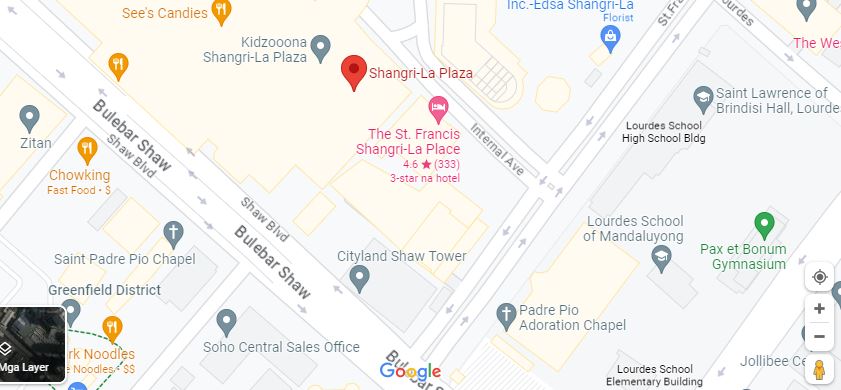 See's Candies
Kidzooona
Shangri-La Plaza
Shangri-La Plaza
Inc.-Edsa Shangri-La
Florist
St.Fra
ourdes
The We
Zitan
Bulebar Shaw
Shaw Blvd
Chowking
Fast Food • $
The St. Francis
Shangri-La Place
4.6 ★ (333)
3-star na hotel
Internal Ave
Lourdes School
High School Bldg
Saint Lawrence of
Brindisi Hall, Lourde
Saint Padre Pio Chapel
Shaw Blvd
Bulebar Shaw
Cityland Shaw Tower
Lourdes School
of Mandaluyong
Pax et Bonum
Gymnasium
Greenfield District
Mga Layer
rk Noodles
e Noodles • $$
Soho Central Sales Office
Padre Pio
Adoration Chapel
Bulebar S
Google
Lourdes School
Elementary Building
Jollibee Ce